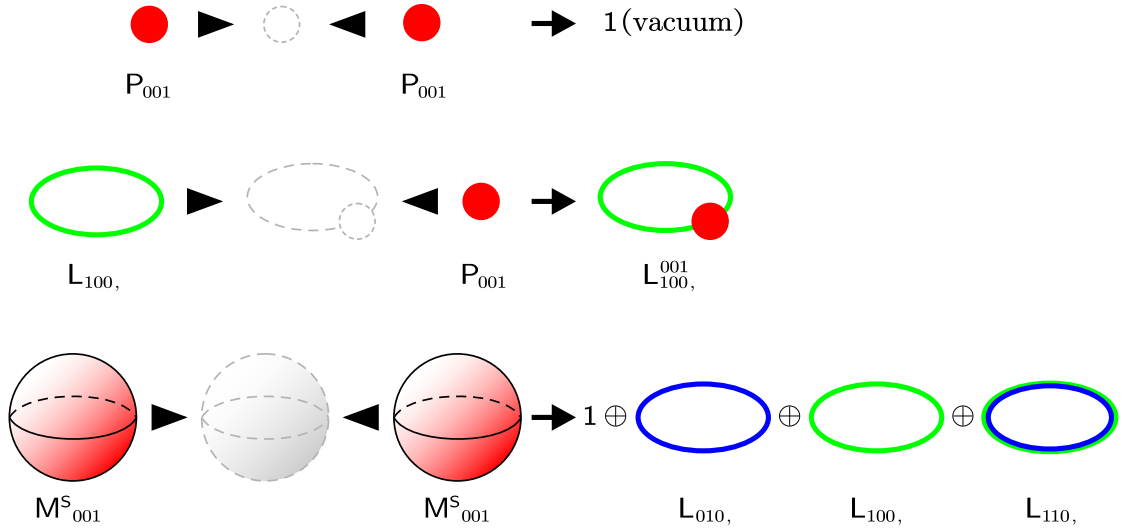 → 1(vacuum)
P₀₀₁ P₀₀₁
L₁₀₀, P₀₀₁ L₁₀₀,⁰⁰¹
→ 1 ⊕ ⊕ ⊕
Mˢ₀₀₁ Mˢ₀₀₁ L₀₁₀, L₁₀₀, L₁₁₀,